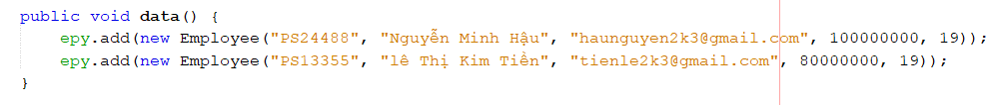 public void data() {
epy.add(new Employee("PS24488", "Nguyễn Minh Hậu", "haunguyen2k3@gmail.com", 100000000, 19));
epy.add(new Employee("PS13355", "lê Thị Kim Tiền", "tienle2k3@gmail.com", 80000000, 19));
}